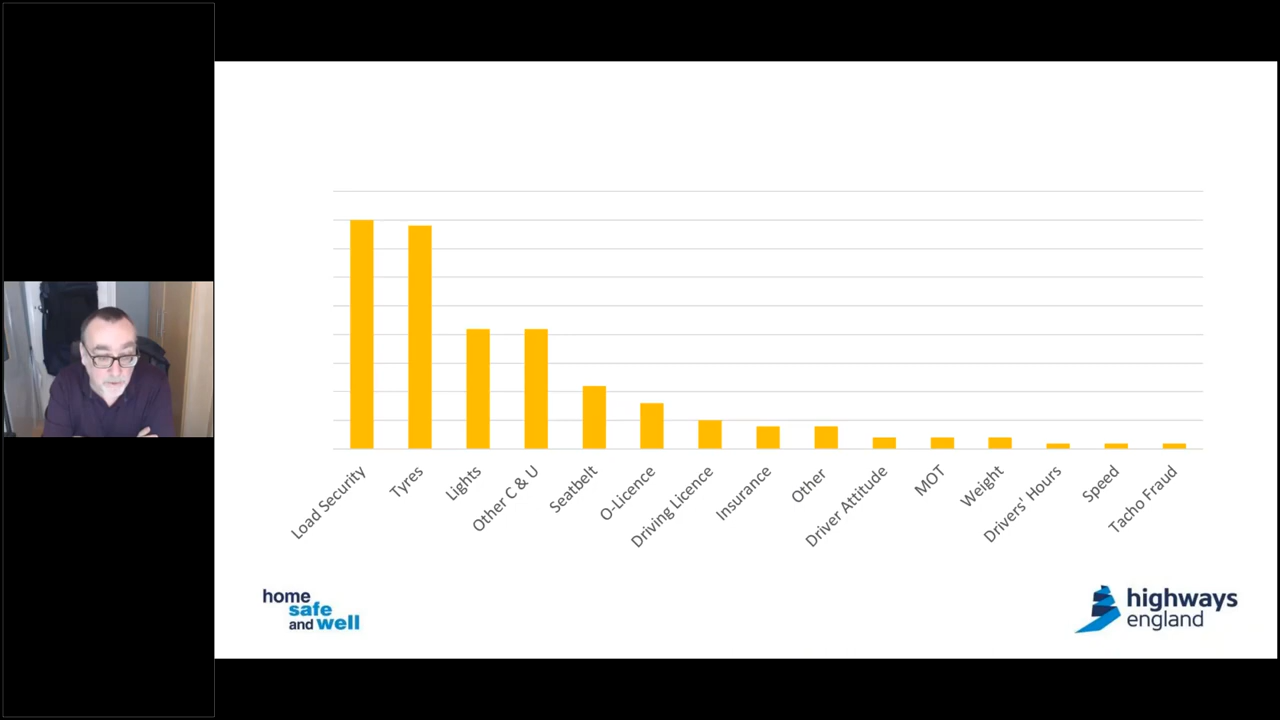 Load Security
Tyres
Lights
Other C & U
Seatbelt
O-Licence
Driving Licence
Insurance
Other
Driver Attitude
MOT
Weight
Drivers' Hours
Speed
Tacho Fraud
home
safe
and well
highways
england